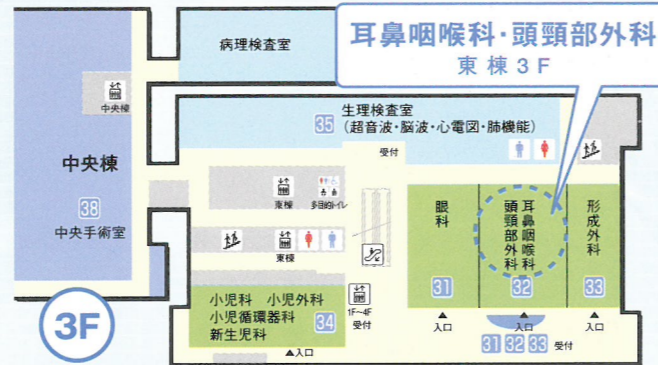 耳鼻咽喉科・頭頸部外科
東棟3F
病理検査室
中央棟
35
生理検査室
(超音波・脳波・心電図・肺機能)
受付
中央棟
38
中央手術室
東棟
多目的トイレ
東棟
眼科
31
耳鼻咽喉科
頭頸部外科
32
形成外科
33
小児科 小児外科
小児循環器科
新生児科
34
1F~4F
受付
▲入口
▲
入口
▲
入口
▲
入口
31 32 33 受付
3F